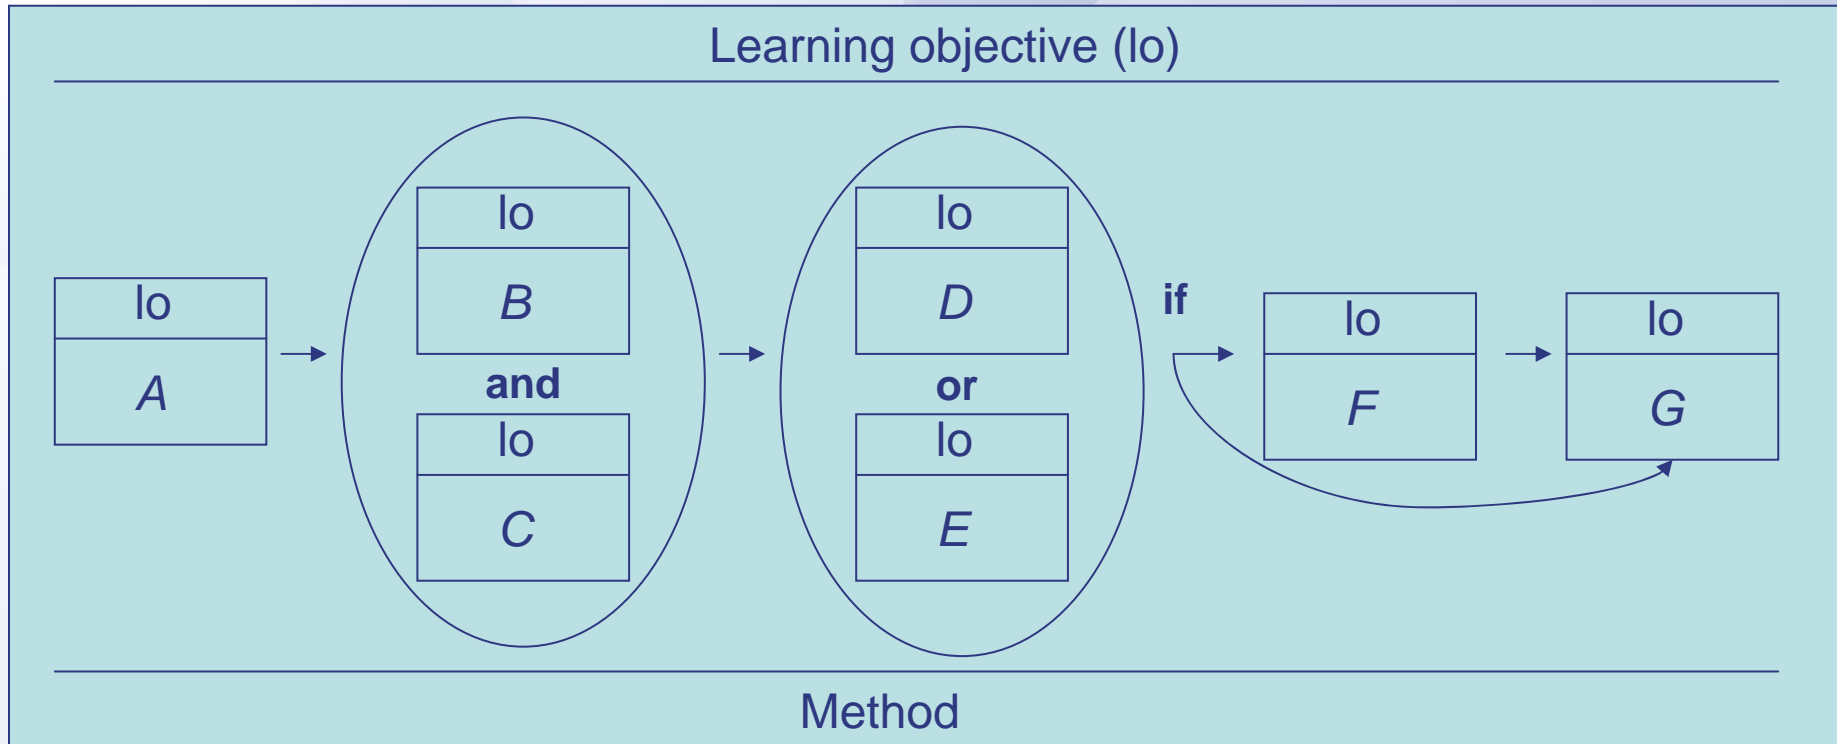 Learning objective (lo)
lo
A
lo
B
and
lo
C
lo
D
or
lo
E
if
lo
F
lo
G
Method